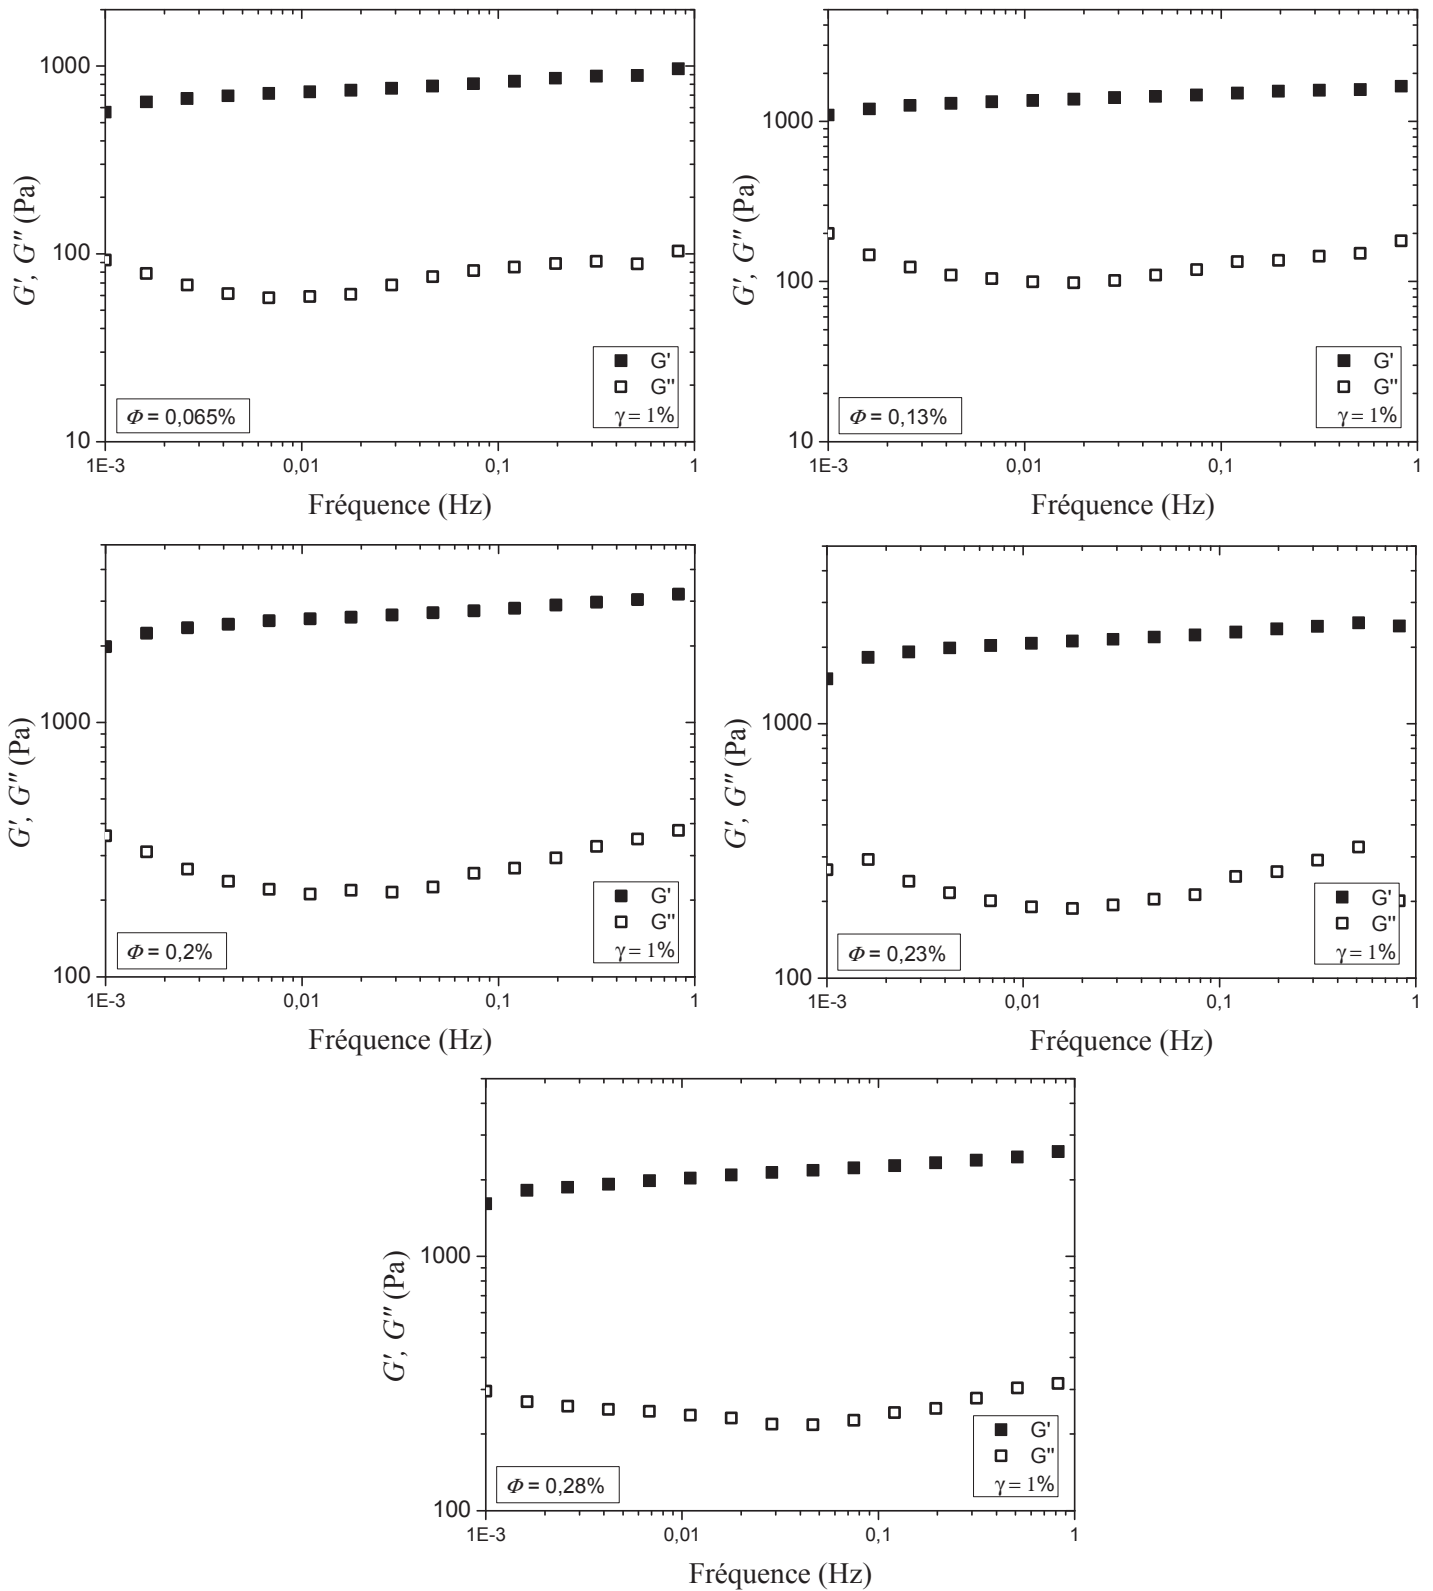 1000
100
10
G', G" (Pa)
G'
G"
γ = 1%
Φ = 0,065%
1E-3 0,01 0,1 1
Fréquence (Hz)
1000
100
10
G', G" (Pa)
G'
G"
γ = 1%
Φ = 0,13%
1E-3 0,01 0,1 1
Fréquence (Hz)
1000
100
G', G" (Pa)
G'
G"
γ = 1%
Φ = 0,2%
1E-3 0,01 0,1 1
Fréquence (Hz)
1000
100
G', G" (Pa)
G'
G"
γ = 1%
Φ = 0,23%
1E-3 0,01 0,1 1
Fréquence (Hz)
1000
100
G', G" (Pa)
G'
G"
γ = 1%
Φ = 0,28%
1E-3 0,01 0,1 1
Fréquence (Hz)